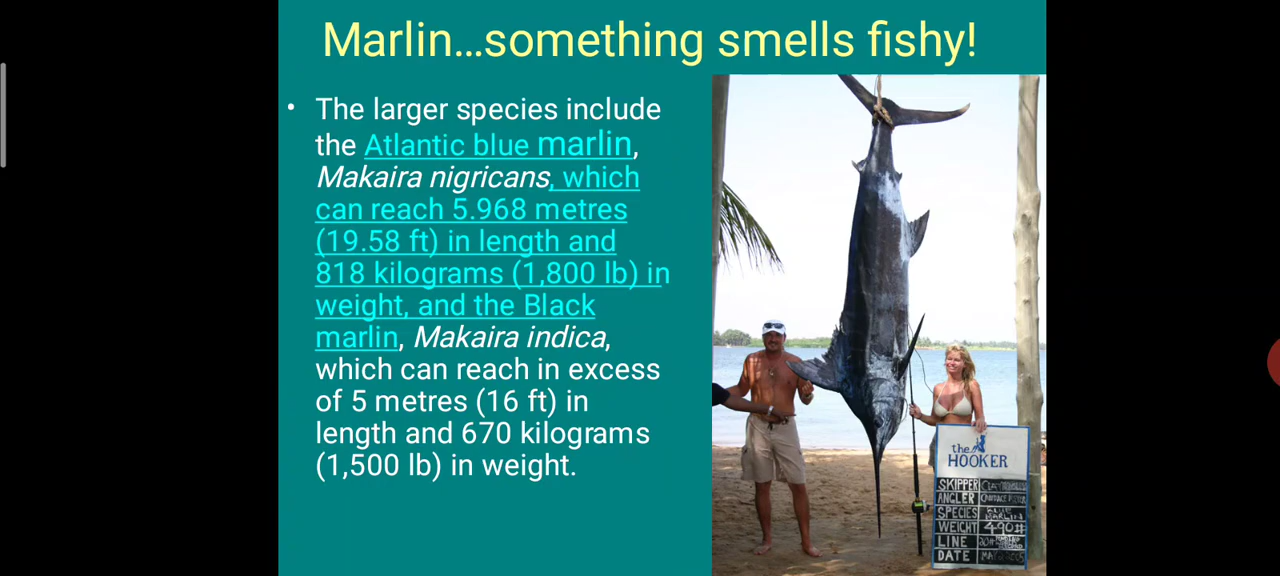 Marlin…something smells fishy!
• The larger species include
the Atlantic blue marlin,
Makaira nigricans, which
can reach 5.968 metres
(19.58 ft) in length and
818 kilograms (1,800 lb) in
weight, and the Black
marlin, Makaira indica,
which can reach in excess
of 5 metres (16 ft) in
length and 670 kilograms
(1,500 lb) in weight.
the
HOOKER
SKIPPER
ANGLER
SPECIES BLUE MARLIN
WEIGHT 490#
LINE
DATE